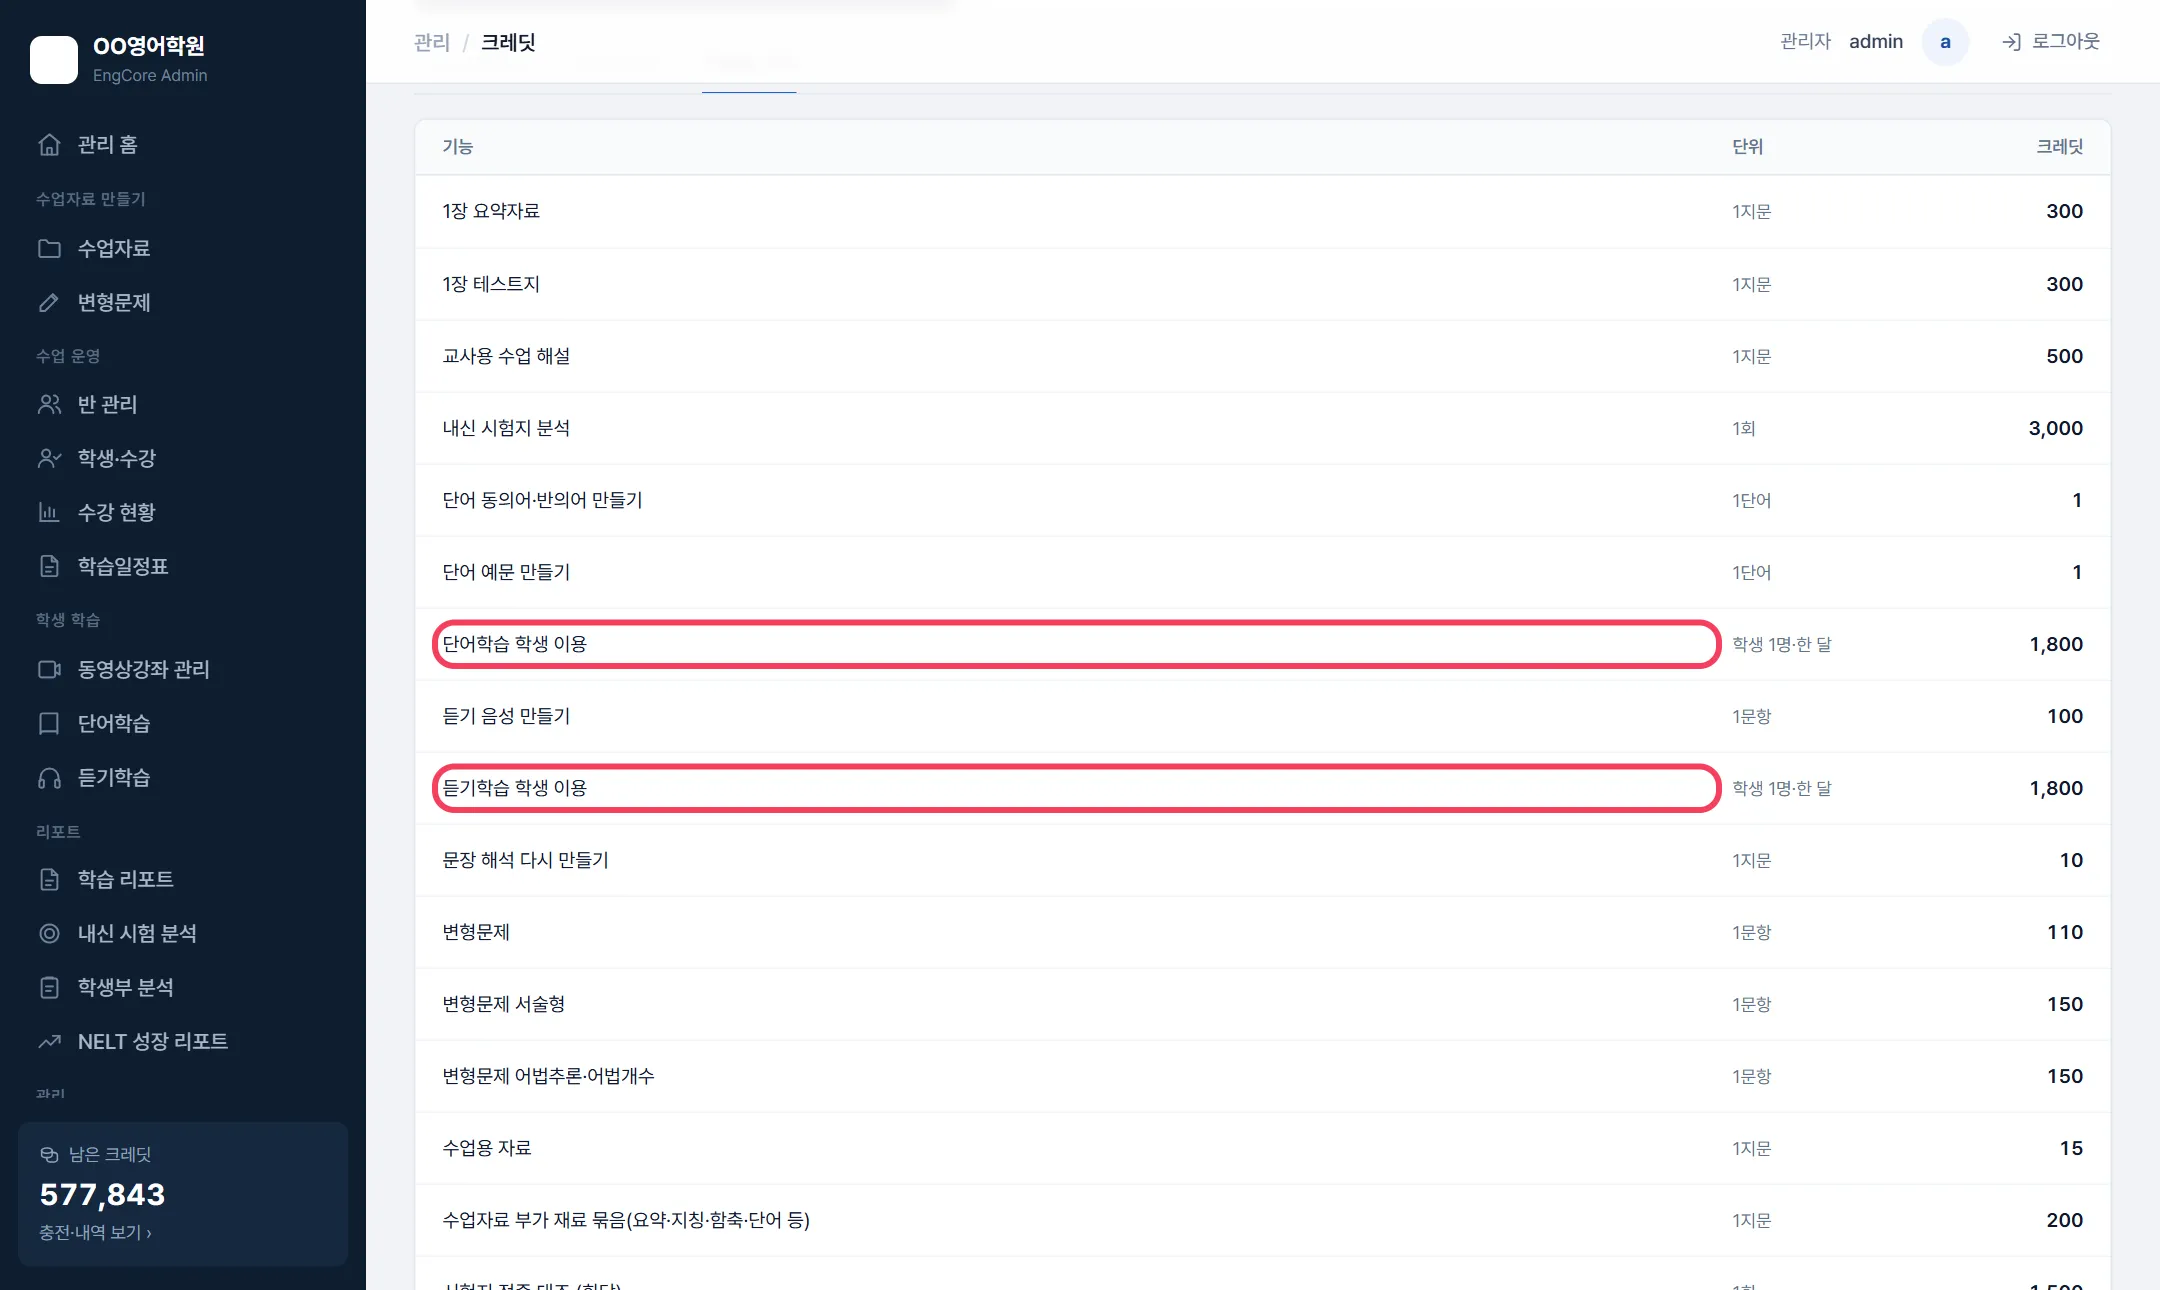 OO영어학원
EngCore Admin
관리 홈
수업자료 만들기
수업자료
변형문제
수업 운영
반 관리
학생·수강
수강 현황
학습일정표
학생 학습
동영상강좌 관리
단어학습
듣기학습
리포트
학습 리포트
내신 시험 분석
학생부 분석
NELT 성장 리포트
관리
남은 크레딧
577,843
충전·내역 보기 ›
관리 / 크레딧
관리자 admin a 로그아웃
기능 단위 크레딧
1장 요약자료 1지문 300
1장 테스트지 1지문 300
교사용 수업 해설 1지문 500
내신 시험지 분석 1회 3,000
단어 동의어·반의어 만들기 1단어 1
단어 예문 만들기 1단어 1
단어학습 학생 이용 학생 1명·한 달 1,800
듣기 음성 만들기 1문항 100
듣기학습 학생 이용 학생 1명·한 달 1,800
문장 해석 다시 만들기 1지문 10
변형문제 1문항 110
변형문제 서술형 1문항 150
변형문제 어법추론·어법개수 1문항 150
수업용 자료 1지문 15
수업자료 부가 재료 묶음(요약·지칭·함축·단어 등) 1지문 200